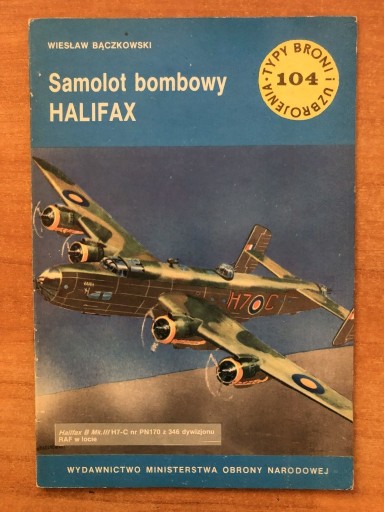 WIESŁAW BĄCZKOWSKI
Samolot bombowy
HALIFAX
TYPY BRONI i UZBROJENIA
104
H7 C
Halifax B Mk.III H7-C nr PN170 z 346 dywizjonu
RAF w locie
WYDAWNICTWO MINISTERSTWA OBRONY NARODOWEJ